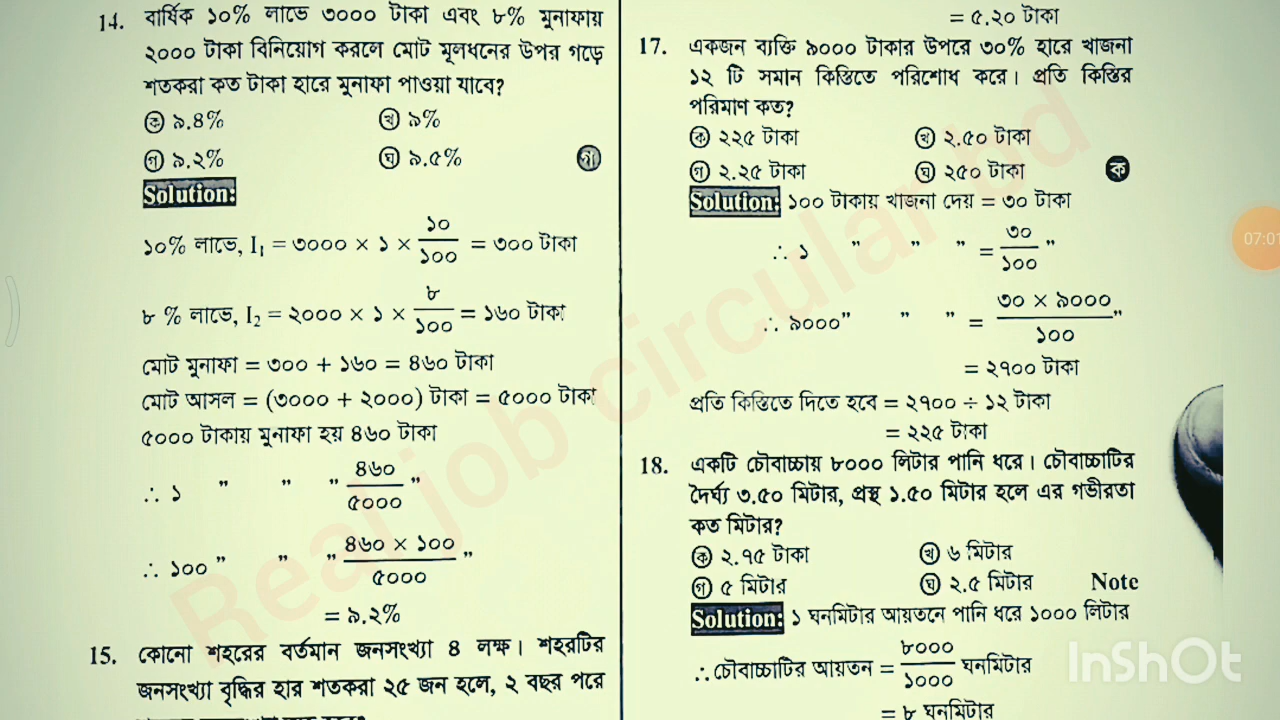 14. বার্ষিক ১০% লাভে ৩০০০ টাকা এবং ৮% মুনাফায়
২০০০ টাকা বিনিয়োগ করলে মোট মূলধনের উপর গড়ে
শতকরা কত টাকা হারে মুনাফা পাওয়া যাবে?
ক ৯.৪% খ ৯%
গ ৯.২% ঘ ৯.৫% গ
Solution:
১০% লাভে, I₁ = ৩০০০ × ১ × ১০/১০০ = ৩০০ টাকা
৮ % লাভে, I₂ = ২০০০ × ১ × ৮/১০০ = ১৬০ টাকা
মোট মুনাফা = ৩০০ + ১৬০ = ৪৬০ টাকা
মোট আসল = (৩০০০ + ২০০০) টাকা = ৫০০০ টাকা
৫০০০ টাকায় মুনাফা হয় ৪৬০ টাকা
∴ ১ ” ” ” ৪৬০/৫০০০ ”
∴ ১০০ ” ” ” ৪৬০ × ১০০/৫০০০ ”
= ৯.২%
15. কোনো শহরের বর্তমান জনসংখ্যা ৪ লক্ষ। শহরটির
জনসংখ্যা বৃদ্ধির হার শতকরা ২৫ জন হলে, ২ বছর পরে
= ৫.২০ টাকা
17. একজন ব্যক্তি ৯০০০ টাকার উপরে ৩০% হারে খাজনা
১২ টি সমান কিস্তিতে পরিশোধ করে। প্রতি কিস্তির
পরিমাণ কত?
ক ২২৫ টাকা খ ২.৫০ টাকা
গ ২.২৫ টাকা ঘ ২৫০ টাকা ক
Solution: ১০০ টাকায় খাজনা দেয় = ৩০ টাকা
∴ ১ ” ” ” = ৩০/১০০ ”
∴ ৯০০০” ” ” = ৩০ × ৯০০০/১০০ ”
= ২৭০০ টাকা
প্রতি কিস্তিতে দিতে হবে = ২৭০০ ÷ ১২ টাকা
= ২২৫ টাকা
18. একটি চৌবাচ্চায় ৮০০০ লিটার পানি ধরে। চৌবাচ্চাটির
দৈর্ঘ্য ৩.৫০ মিটার, প্রস্থ ১.৫০ মিটার হলে এর গভীরতা
কত মিটার?
ক ২.৭৫ টাকা খ ৬ মিটার
গ ৫ মিটার ঘ ২.৫ মিটার Note
Solution: ১ ঘনমিটার আয়তনে পানি ধরে ১০০০ লিটার
∴ চৌবাচ্চাটির আয়তন = ৮০০০/১০০০ ঘনমিটার
= ৮ ঘনমিটার
Real job circular bd
07:01
InShOt